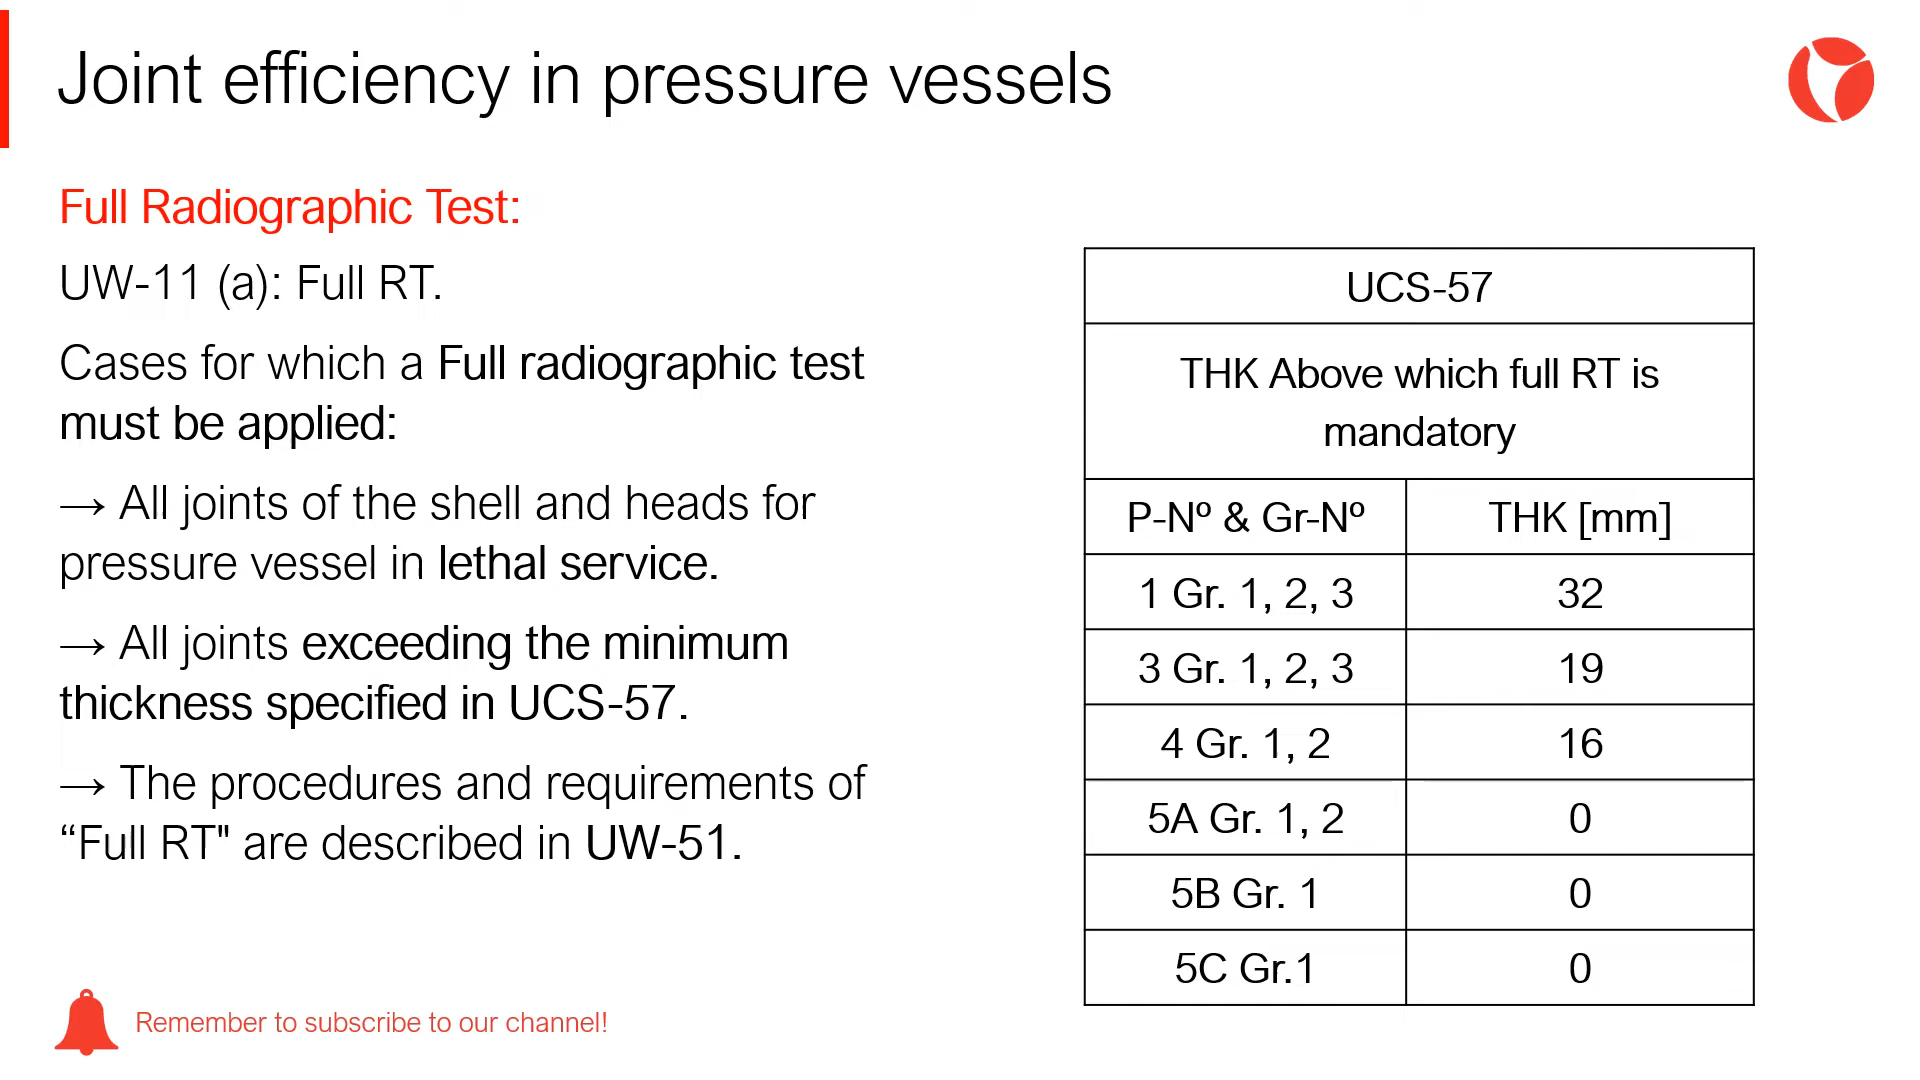 Joint efficiency in pressure vessels
Full Radiographic Test:
UW-11 (a): Full RT.
Cases for which a Full radiographic test
must be applied:
→ All joints of the shell and heads for
pressure vessel in lethal service.
→ All joints exceeding the minimum
thickness specified in UCS-57.
→ The procedures and requirements of
“Full RT" are described in UW-51.
UCS-57
THK Above which full RT is
mandatory
P-Nº & Gr-Nº THK [mm]
1 Gr. 1, 2, 3 32
3 Gr. 1, 2, 3 19
4 Gr. 1, 2 16
5A Gr. 1, 2 0
5B Gr. 1 0
5C Gr.1 0
Remember to subscribe to our channel!